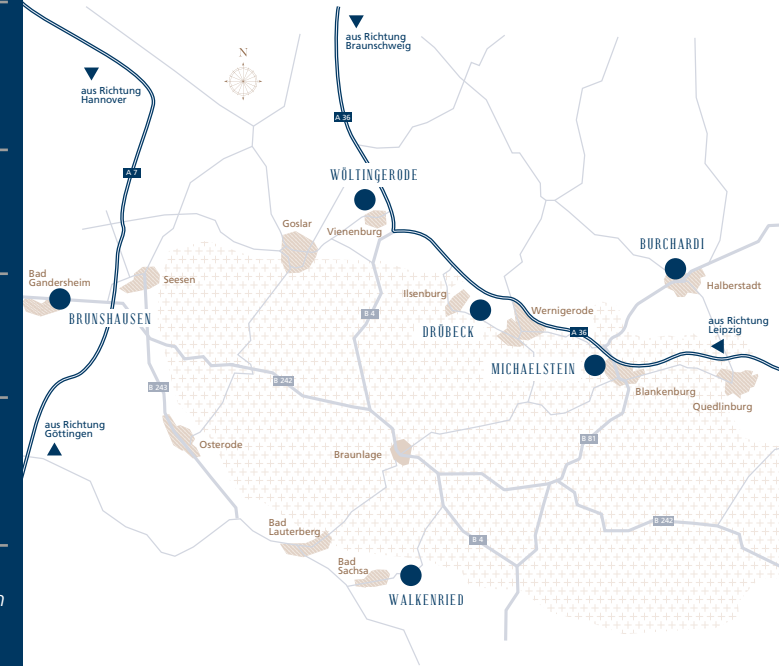 N
aus Richtung
Braunschweig
aus Richtung
Hannover
A 36
A 7
WÖLTINGERODE
Goslar
Vienenburg
BURCHARDI
Bad
Gandersheim
Seesen
Halberstadt
Ilsenburg
BRUNSHAUSEN
Wernigerode
B 4
aus Richtung
Leipzig
DRÜBECK
A 36
MICHAELSTEIN
B 243
B 242
Blankenburg
Quedlinburg
aus Richtung
Göttingen
Osterode
B 81
Braunlage
Bad
Lauterberg
B 242
B 4
Bad
Sachsa
WALKENRIED
n